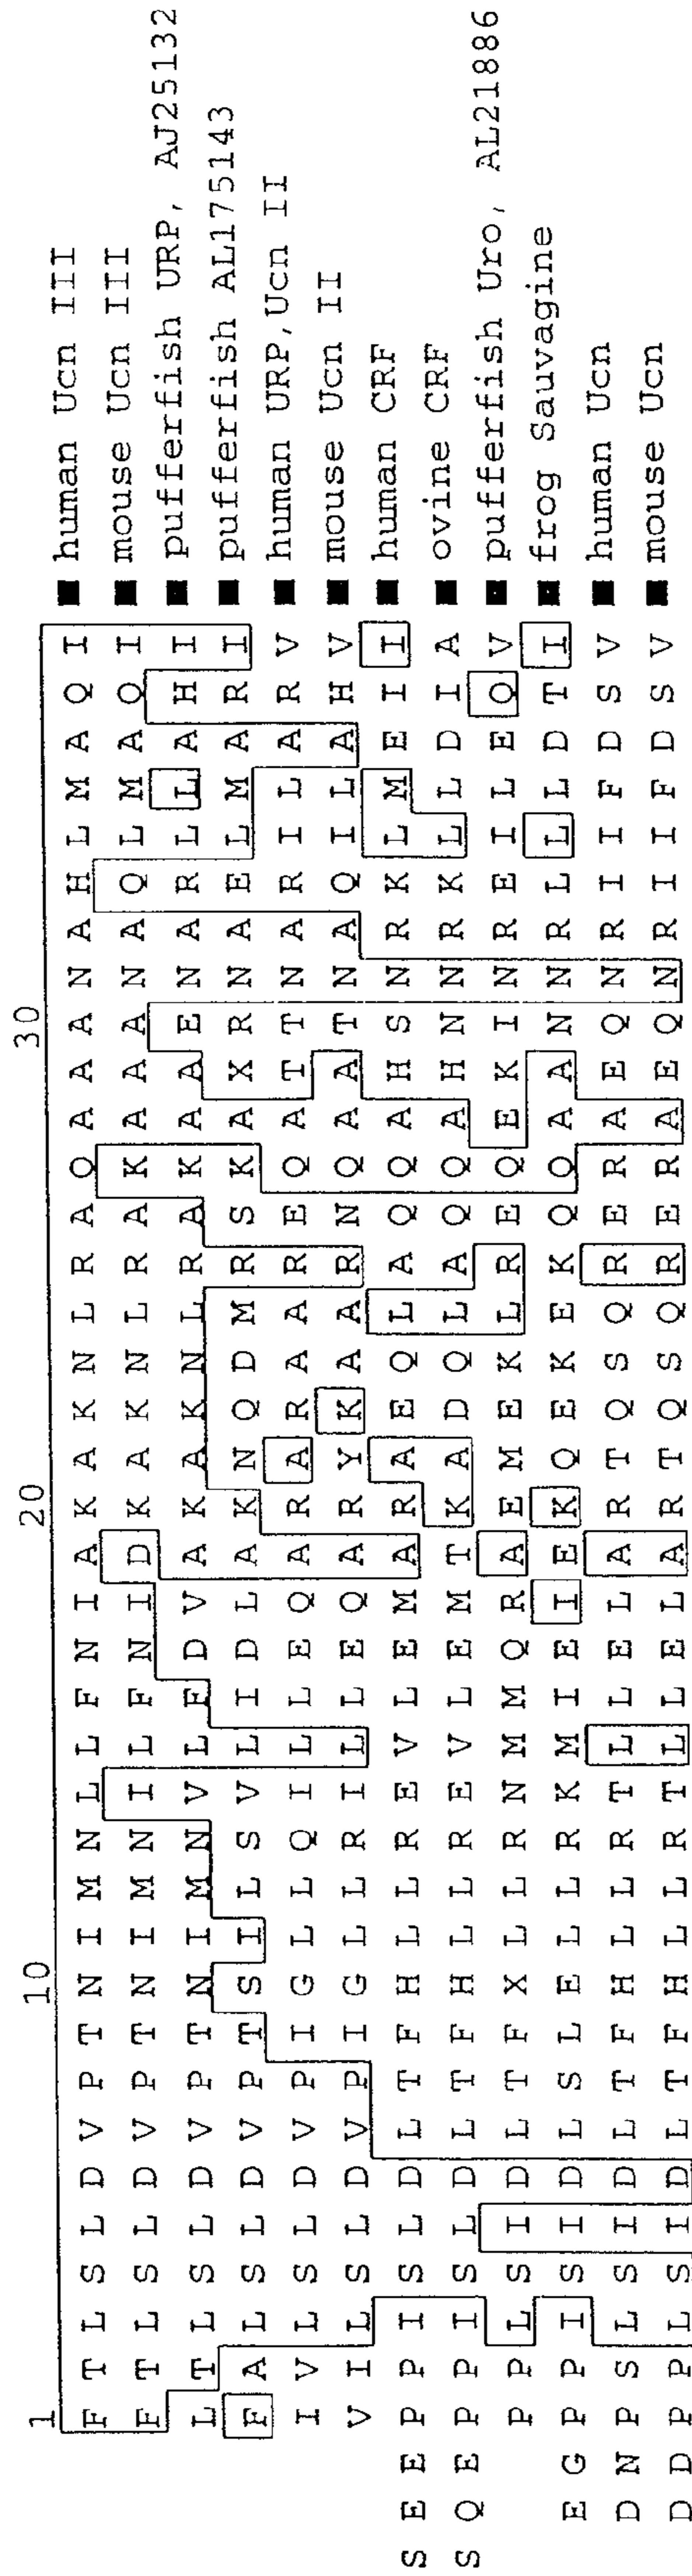 1 10 20 30
F T L S L D V P T N I M N L L F N I A K A K N L R A Q A A A N A H L M A Q I ■ human Ucn III
F T L S L D V P T N I M N I L F N I D K A K N L R A K A A A N A Q L M A Q I ■ mouse Ucn III
L T L S L D V P T N I M N V L F D V A K A K N L R A K A A E N A R L L A H I ■ pufferfish URP, AJ25132
F A L S L D V P T S I L S V L I D L A K N Q D M R S K A X R N A E L M A R I ■ pufferfish AL175143
I V L S L D V P I G L L Q I L L E Q A R A R A A R E Q A T T N A R I L A R V ■ human URP,Ucn II
V I L S L D V P I G L L R I L L E Q A R Y K A A R N Q A A T N A Q I L A H V ■ mouse Ucn II
S E E P P I S L D L T F H L L R E V L E M A R A E Q L A Q Q A H S N R K L M E I I ■ human CRF
S Q E P P I S L D L T F H L L R E V L E M T K A D Q L A Q Q A H N N R K L L D I A ■ ovine CRF
P P L S I D L T F X L L R N M M Q R A E M E K L R E Q E K I N R E I L E Q V ■ pufferfish Uro, AL21886
E G P P I S I D L S L E L L R K M I E I E K Q E K E K Q Q A A N N R L L L D T I ■ frog Sauvagine
D N P S L S I D L T F H L L R T L L E L A R T Q S Q R E R A E Q N R I I F D S V ■ human Ucn
D D P P L S I D L T F H L L R T L L E L A R T Q S Q R E R A E Q N R I I F D S V ■ mouse Ucn